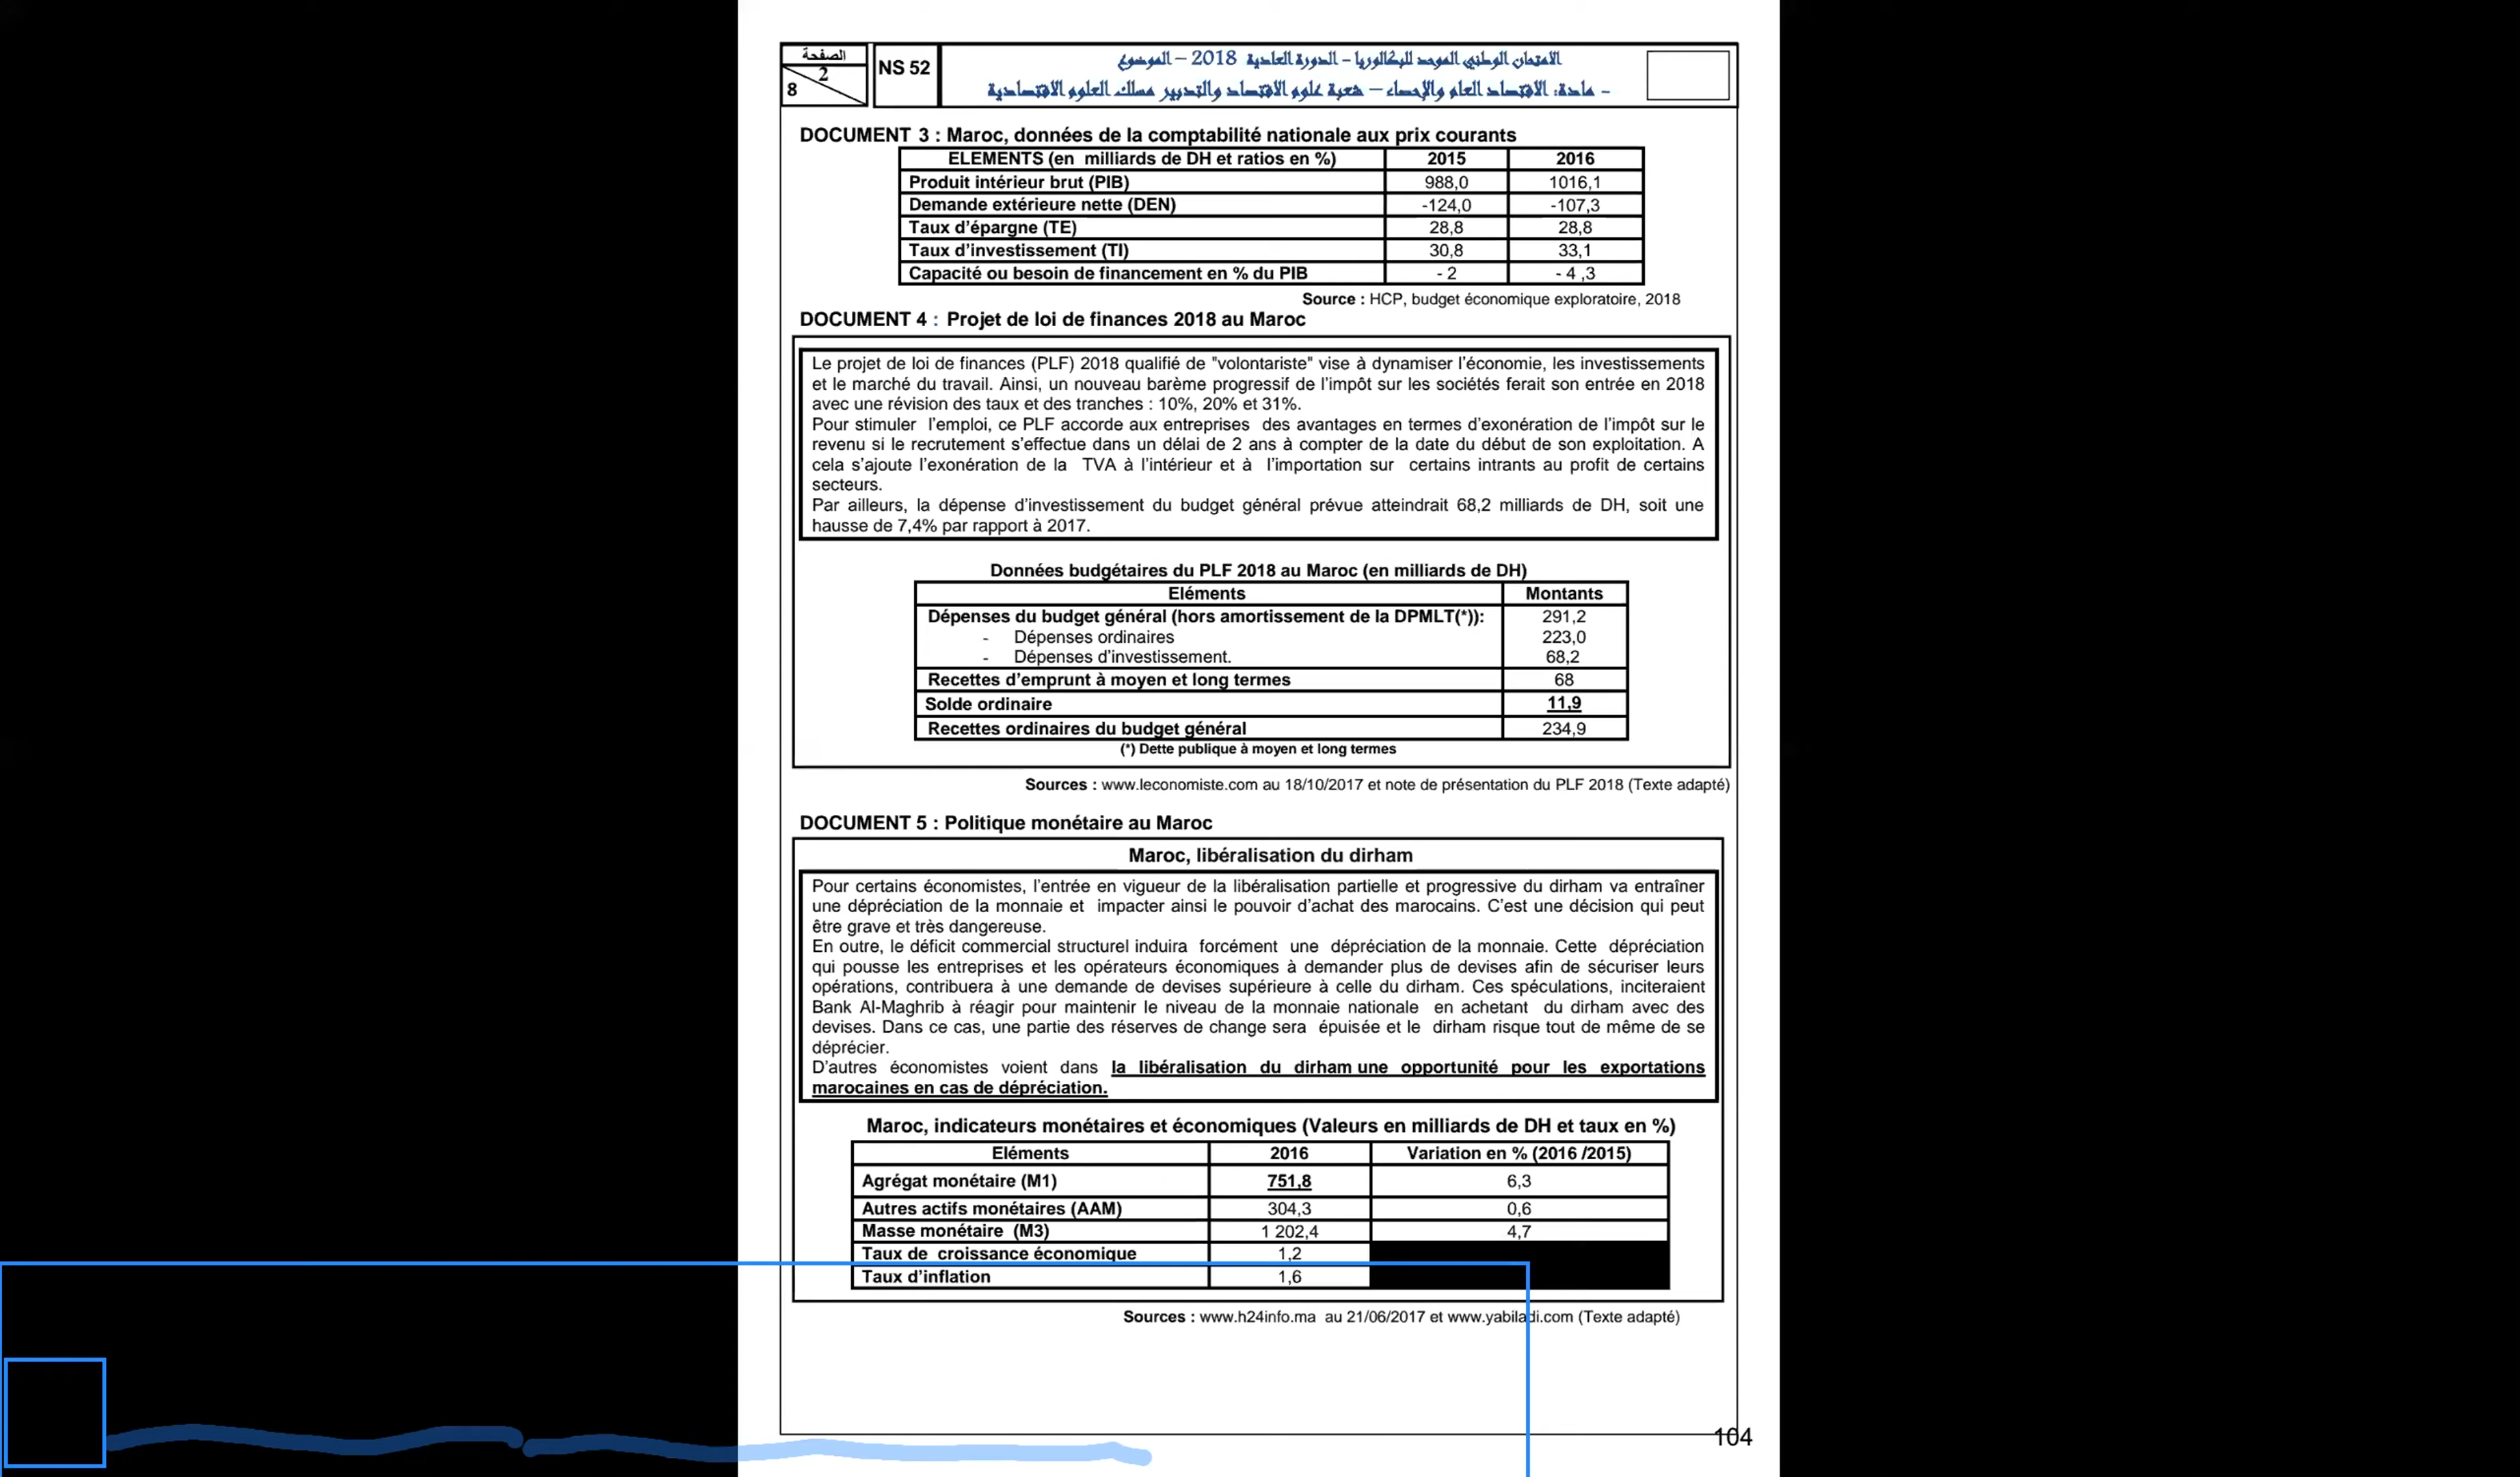 الصفحة
2
8
NS 52
الامتحان الوطني الموحد للبكالوريا - الدورة العادية 2018 – الموضوع
- مادة: الاقتصاد العام والإحصاء – شعبة علوم الاقتصاد والتدبير مسلك العلوم الاقتصادية
DOCUMENT 3 : Maroc, données de la comptabilité nationale aux prix courants
ELEMENTS (en milliards de DH et ratios en %) 2015 2016
Produit intérieur brut (PIB) 988,0 1016,1
Demande extérieure nette (DEN) -124,0 -107,3
Taux d'épargne (TE) 28,8 28,8
Taux d'investissement (TI) 30,8 33,1
Capacité ou besoin de financement en % du PIB - 2 - 4 ,3
Source : HCP, budget économique exploratoire, 2018
DOCUMENT 4 : Projet de loi de finances 2018 au Maroc
Le projet de loi de finances (PLF) 2018 qualifié de "volontariste" vise à dynamiser l'économie, les investissements
et le marché du travail. Ainsi, un nouveau barème progressif de l'impôt sur les sociétés ferait son entrée en 2018
avec une révision des taux et des tranches : 10%, 20% et 31%.
Pour stimuler l'emploi, ce PLF accorde aux entreprises des avantages en termes d'exonération de l'impôt sur le
revenu si le recrutement s'effectue dans un délai de 2 ans à compter de la date du début de son exploitation. A
cela s'ajoute l'exonération de la TVA à l'intérieur et à l'importation sur certains intrants au profit de certains
secteurs.
Par ailleurs, la dépense d'investissement du budget général prévue atteindrait 68,2 milliards de DH, soit une
hausse de 7,4% par rapport à 2017.
Données budgétaires du PLF 2018 au Maroc (en milliards de DH)
Eléments Montants
Dépenses du budget général (hors amortissement de la DPMLT(*)): 291,2
- Dépenses ordinaires 223,0
- Dépenses d'investissement. 68,2
Recettes d'emprunt à moyen et long termes 68
Solde ordinaire 11,9
Recettes ordinaires du budget général 234,9
(*) Dette publique à moyen et long termes
Sources : www.leconomiste.com au 18/10/2017 et note de présentation du PLF 2018 (Texte adapté)
DOCUMENT 5 : Politique monétaire au Maroc
Maroc, libéralisation du dirham
Pour certains économistes, l'entrée en vigueur de la libéralisation partielle et progressive du dirham va entraîner
une dépréciation de la monnaie et impacter ainsi le pouvoir d'achat des marocains. C'est une décision qui peut
être grave et très dangereuse.
En outre, le déficit commercial structurel induira forcément une dépréciation de la monnaie. Cette dépréciation
qui pousse les entreprises et les opérateurs économiques à demander plus de devises afin de sécuriser leurs
opérations, contribuera à une demande de devises supérieure à celle du dirham. Ces spéculations, inciteraient
Bank Al-Maghrib à réagir pour maintenir le niveau de la monnaie nationale en achetant du dirham avec des
devises. Dans ce cas, une partie des réserves de change sera épuisée et le dirham risque tout de même de se
déprécier.
D'autres économistes voient dans la libéralisation du dirham une opportunité pour les exportations
marocaines en cas de dépréciation.
Maroc, indicateurs monétaires et économiques (Valeurs en milliards de DH et taux en %)
Eléments 2016 Variation en % (2016 /2015)
Agrégat monétaire (M1) 751,8 6,3
Autres actifs monétaires (AAM) 304,3 0,6
Masse monétaire (M3) 1 202,4 4,7
Taux de croissance économique 1,2
Taux d'inflation 1,6
Sources : www.h24info.ma au 21/06/2017 et www.yabiladi.com (Texte adapté)
104